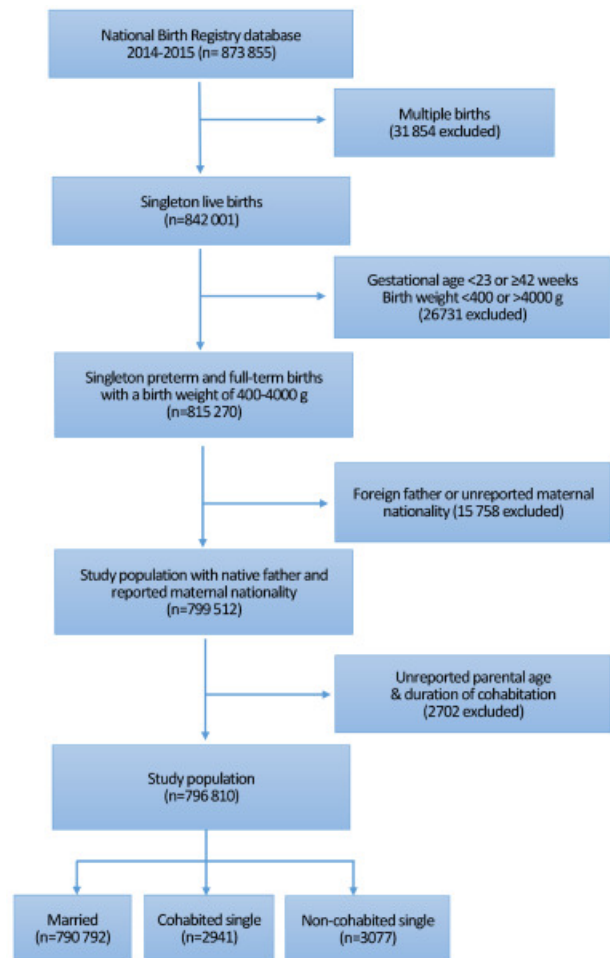 National Birth Registry database
2014-2015 (n= 873 855)
Multiple births
(31 854 excluded)
Singleton live births
(n=842 001)
Gestational age <23 or ≥42 weeks
Birth weight <400 or >4000 g
(26731 excluded)
Singleton preterm and full-term births
with a birth weight of 400-4000 g
(n=815 270)
Foreign father or unreported maternal
nationality (15 758 excluded)
Study population with native father and
reported maternal nationality
(n=799 512)
Unreported parental age
& duration of cohabitation
(2702 excluded)
Study population
(n=796 810)
Married
(n=790 792)
Cohabited single
(n=2941)
Non-cohabited single
(n=3077)